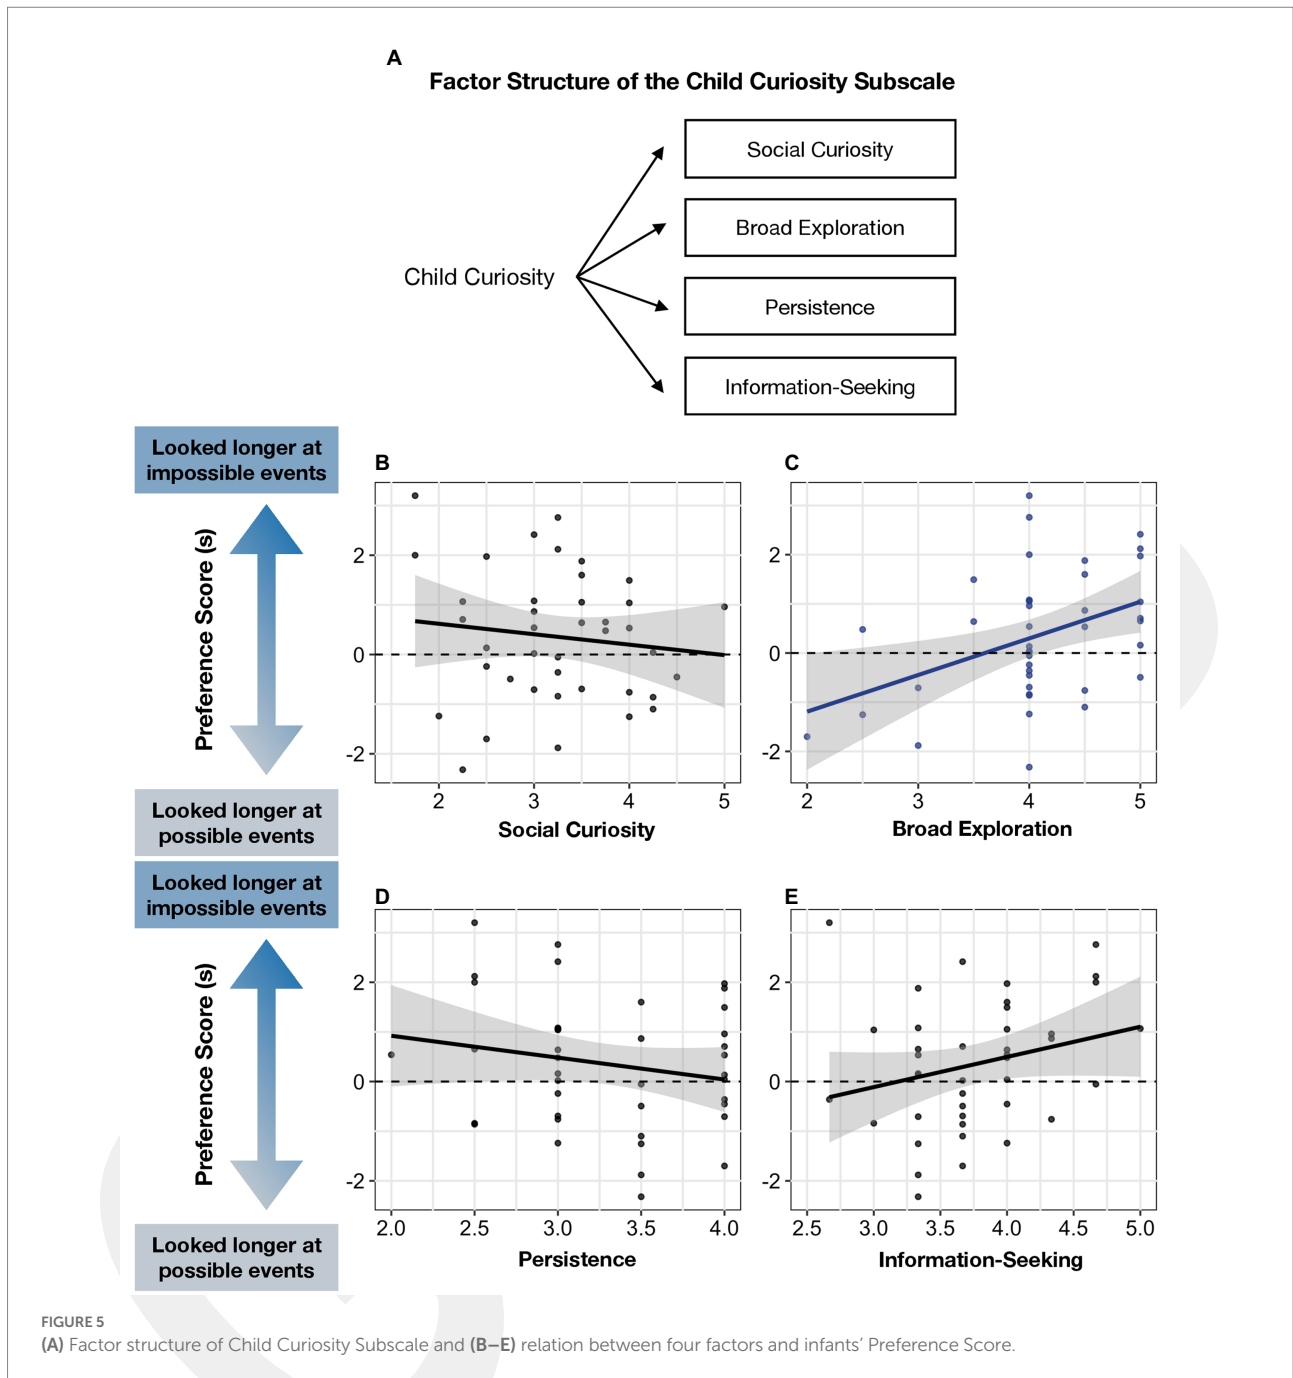 A
Factor Structure of the Child Curiosity Subscale
Social Curiosity
Broad Exploration
Child Curiosity
Persistence
Information-Seeking
Looked longer at
impossible events
Preference Score (s)
Looked longer at
possible events
B
2
0
-2
2 3 4 5
Social Curiosity
C
2
0
-2
2 3 4 5
Broad Exploration
Looked longer at
impossible events
Preference Score (s)
Looked longer at
possible events
D
2
0
-2
2.0 2.5 3.0 3.5 4.0
Persistence
E
2
0
-2
2.5 3.0 3.5 4.0 4.5 5.0
Information-Seeking
FIGURE 5
(A) Factor structure of Child Curiosity Subscale and (B–E) relation between four factors and infants’ Preference Score.